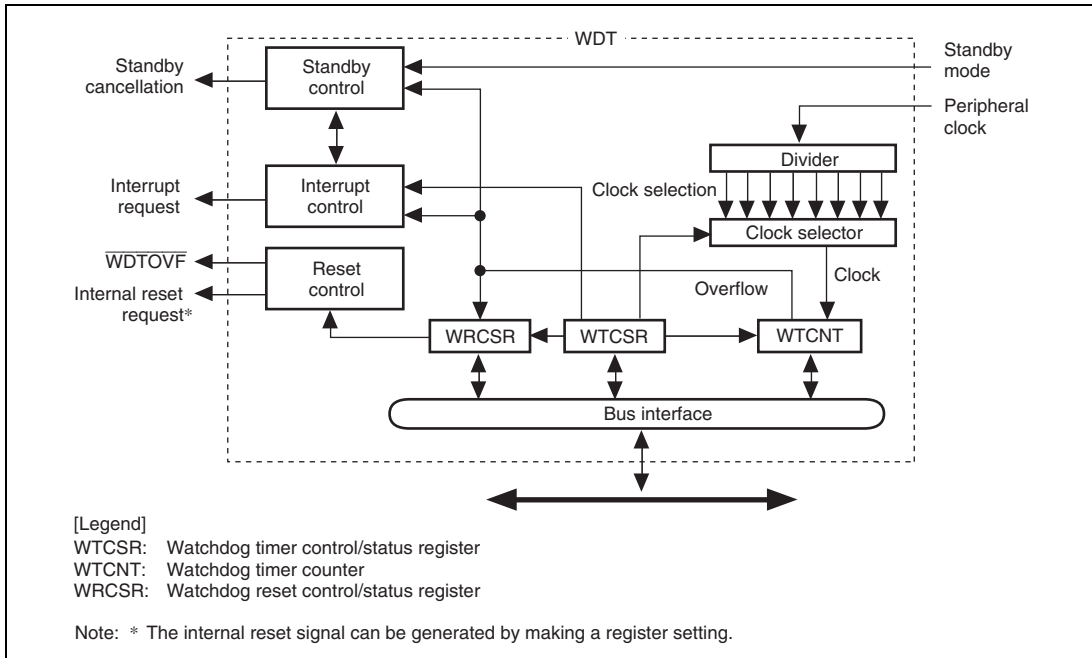 WDT
Standby
cancellation
Standby
control
Standby
mode
Peripheral
clock
Divider
Interrupt
request
Interrupt
control
Clock selection
Clock selector
WDTOVF
Internal reset
request*
Reset
control
Overflow
Clock
WRCSR
WTCSR
WTCNT
Bus interface
[Legend]
WTCSR: Watchdog timer control/status register
WTCNT: Watchdog timer counter
WRCSR: Watchdog reset control/status register
Note: * The internal reset signal can be generated by making a register setting.